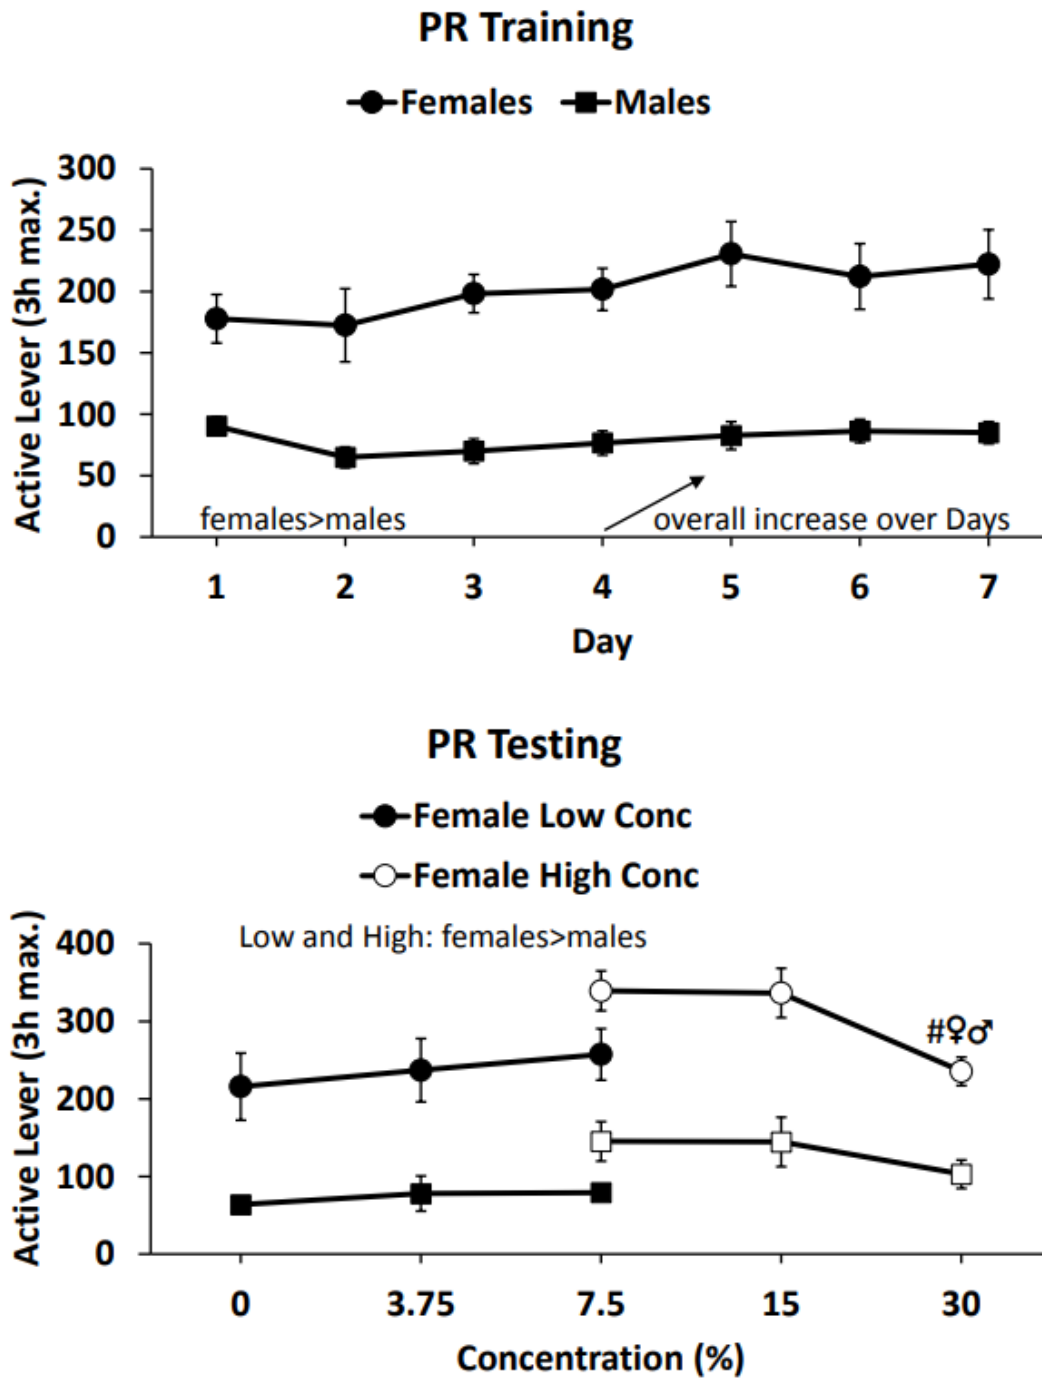 PR Training
Females Males
Active Lever (3h max.)
300
250
200
150
100
50
0
females>males
overall increase over Days
1 2 3 4 5 6 7
Day
PR Testing
Female Low Conc
Female High Conc
Low and High: females>males
Active Lever (3h max.)
400
300
200
100
0
#♀♂
0 3.75 7.5 15 30
Concentration (%)